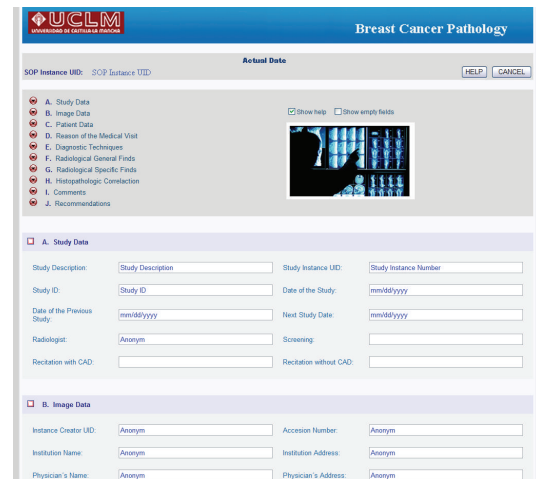 UCLM
UNIVERSIDAD DE CASTILLA-LA MANCHA
Breast Cancer Pathology
Actual Date
SOP Instance UID: SOP Instance UID
HELP CANCEL
A. Study Data
B. Image Data
C. Patient Data
D. Reason of the Medical Visit
E. Diagnostic Techniques
F. Radiological General Finds
G. Radiological Specific Finds
H. Histopathologic Correlaction
I. Comments
J. Recommendations
Show help Show empty fields
A. Study Data
Study Description: Study Description Study Instance UID: Study Instance Number
Study ID: Study ID Date of the Study: mm/dd/yyyy
Date of the Previous
Study: mm/dd/yyyy Next Study Date: mm/dd/yyyy
Radiologist: Anonym Screening:
Recitation with CAD: Recitation without CAD:
B. Image Data
Instance Creator UID: Anonym Accesion Number: Anonym
Institution Name: Anonym Institution Address: Anonym
Physician´s Name: Anonym Physician´s Address: Anonym